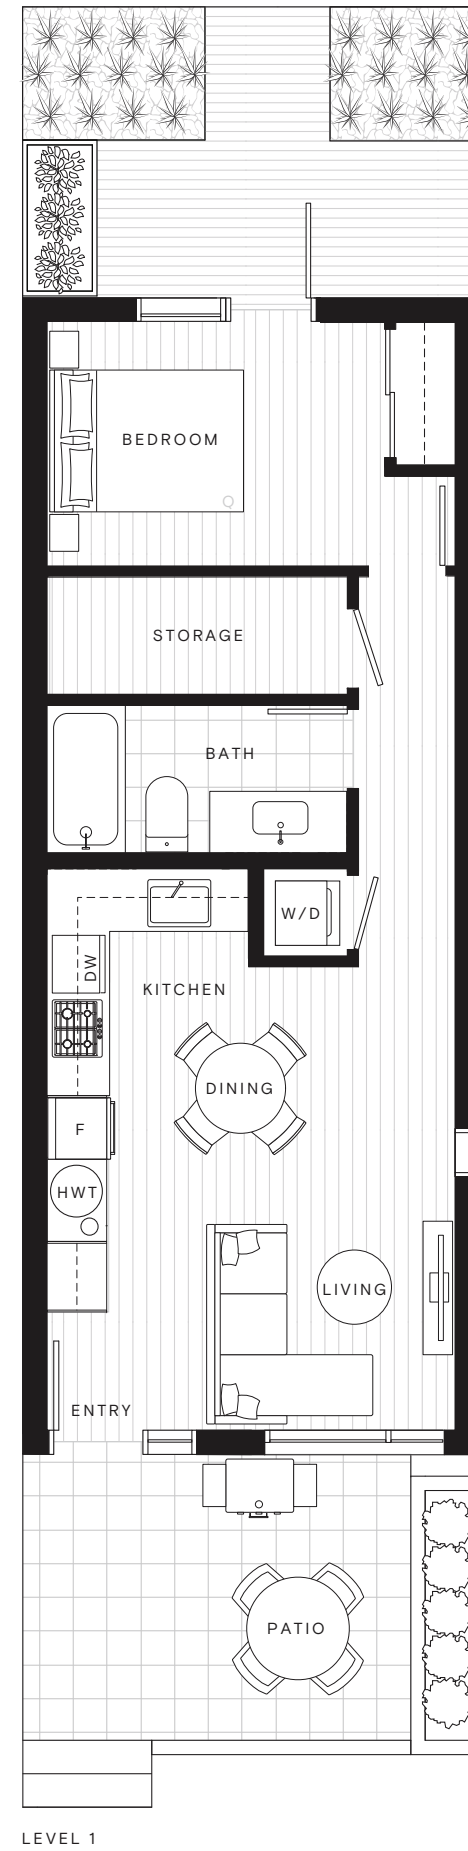 BEDROOM
Q
STORAGE
BATH
W/D
DW
KITCHEN
DINING
F
HWT
LIVING
ENTRY
PATIO
LEVEL 1